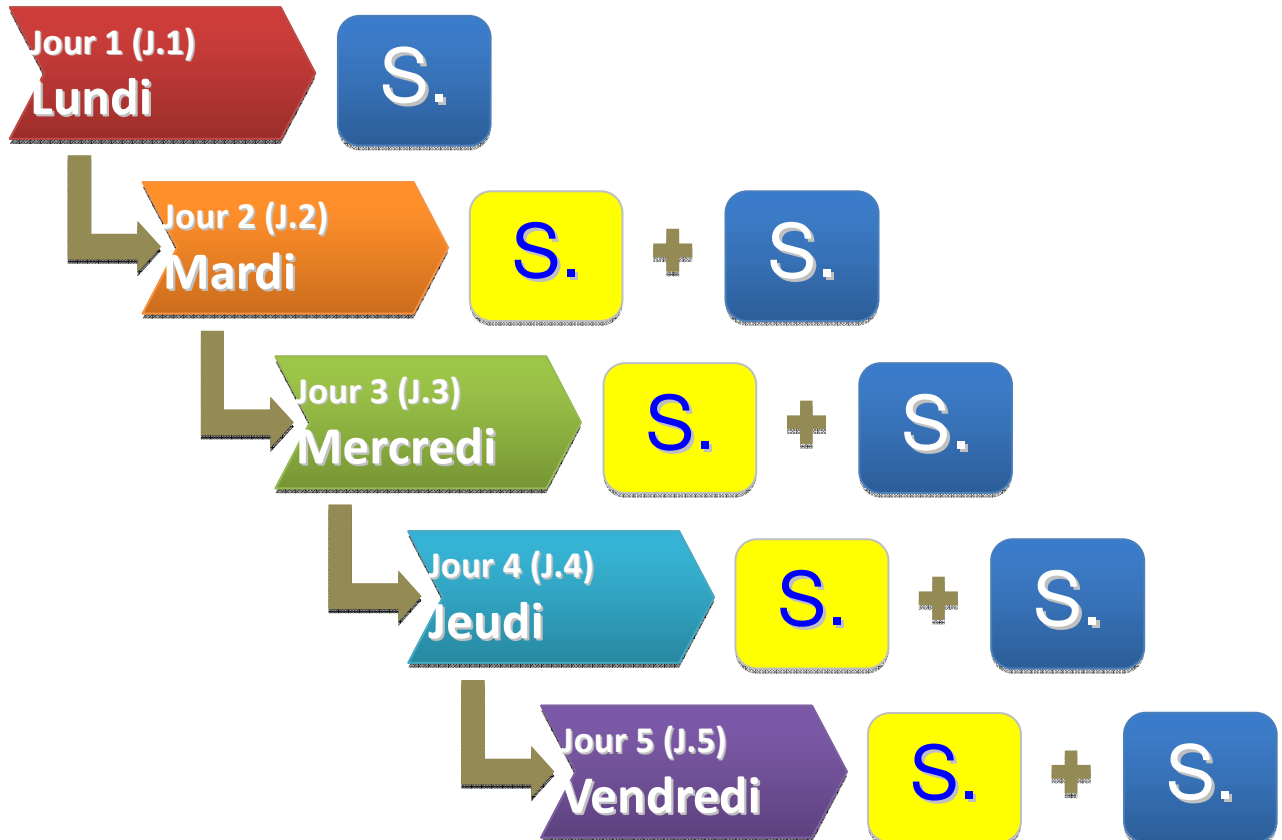 Jour 1 (J.1)
Lundi
S.
Jour 2 (J.2)
Mardi
S.
S.
Jour 3 (J.3)
Mercredi
S.
S.
Jour 4 (J.4)
Jeudi
S.
S.
Jour 5 (J.5)
Vendredi
S.
S.